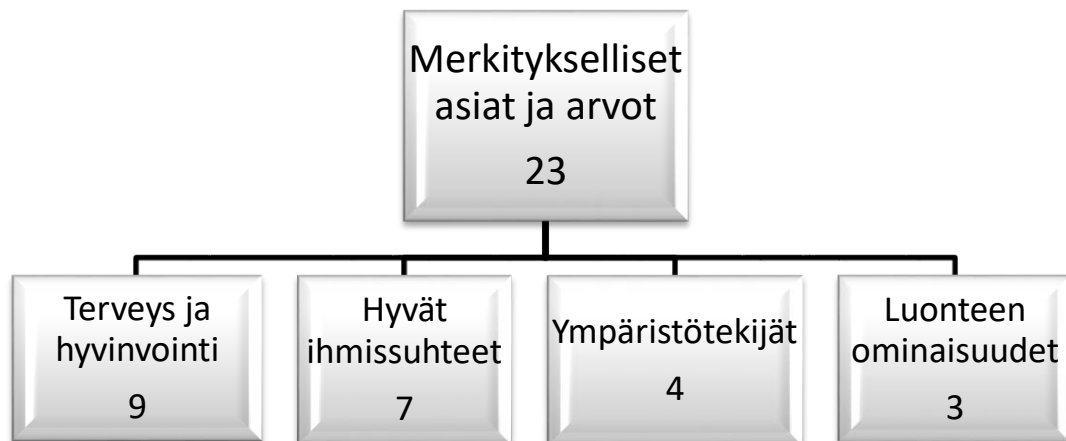 Merkitykselliset
asiat ja arvot
23
Terveys ja
hyvinvointi
9
Hyvät
ihmissuhteet
7
Ympäristötekijät
4
Luonteen
ominaisuudet
3